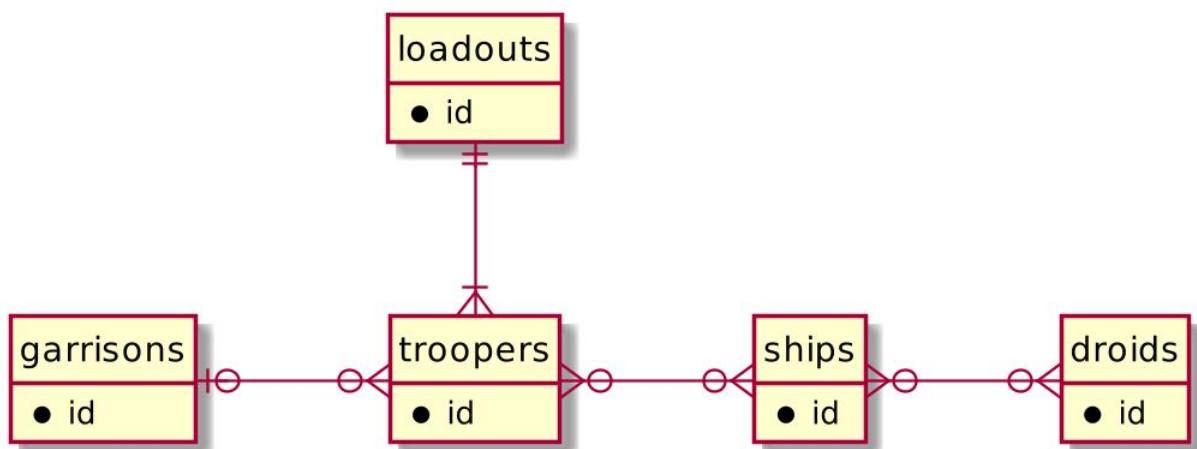 loadouts
id
garrisons
id
troopers
id
ships
id
droids
id